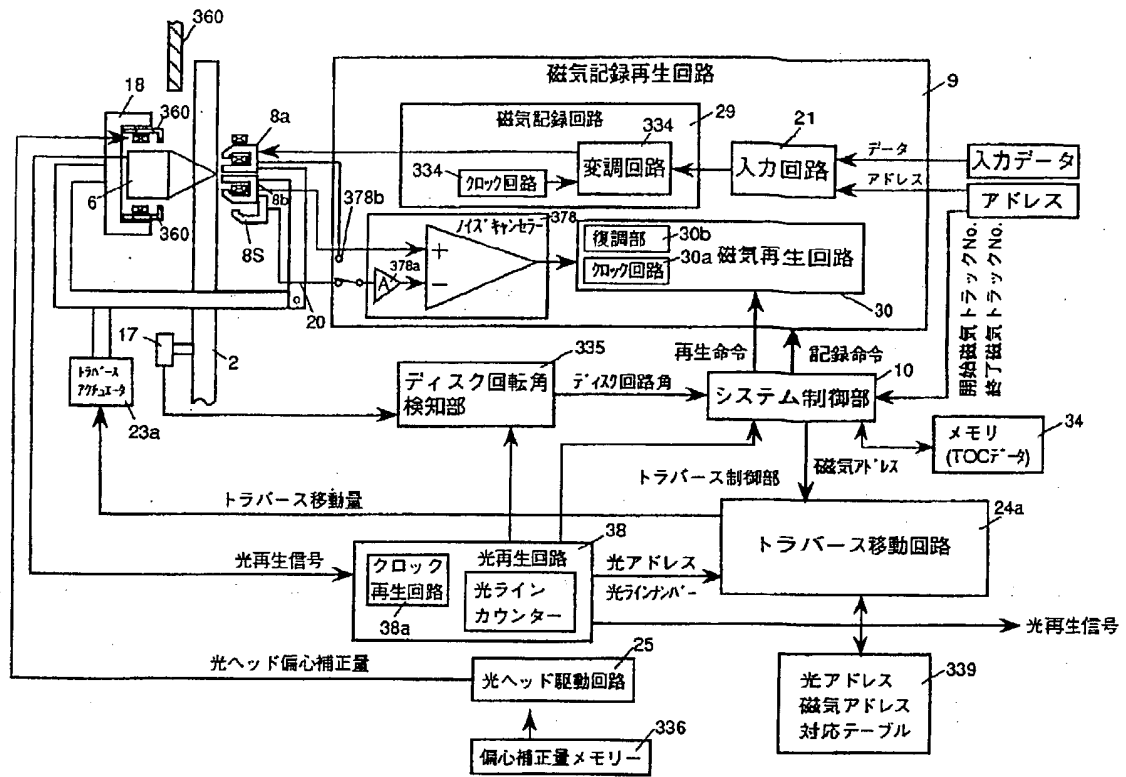 360
磁気記録再生回路
9
18
360
8a
磁気記録回路
29
334
変調回路
334
クロック回路
21
入力回路
データ
アドレス
入力データ
アドレス
6
360
8b
378b
8S
20
ノイズキャンセラー
378
378a
A
+
−
復調部
30b
クロック回路
30a
磁気再生回路
30
開始磁気トラックNo.
終了磁気トラックNo.
17
2
トラバース
アクチュエータ
23a
335
ディスク回転角
検知部
ディスク回路角
再生命令
記録命令
10
システム制御部
34
メモリ
(TOCデータ)
トラバース制御部
磁気アドレス
トラバース移動量
24a
トラバース移動回路
光再生信号
38
光再生回路
クロック
再生回路
38a
光ライン
カウンター
光アドレス
光ラインナンバー
光再生信号
光ヘッド偏心補正量
25
光ヘッド駆動回路
336
偏心補正量メモリー
339
光アドレス
磁気アドレス
対応テーブル